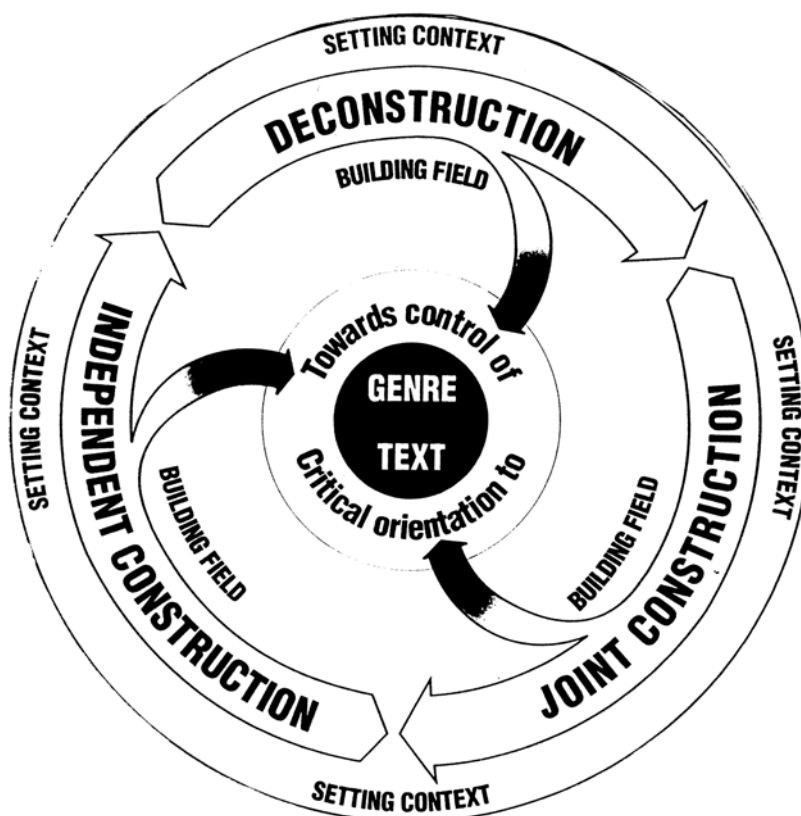 SETTING CONTEXT
DECONSTRUCTION
BUILDING FIELD
SETTING CONTEXT
JOINT CONSTRUCTION
BUILDING FIELD
SETTING CONTEXT
INDEPENDENT CONSTRUCTION
BUILDING FIELD
SETTING CONTEXT
Towards control of
GENRE
TEXT
Critical orientation to